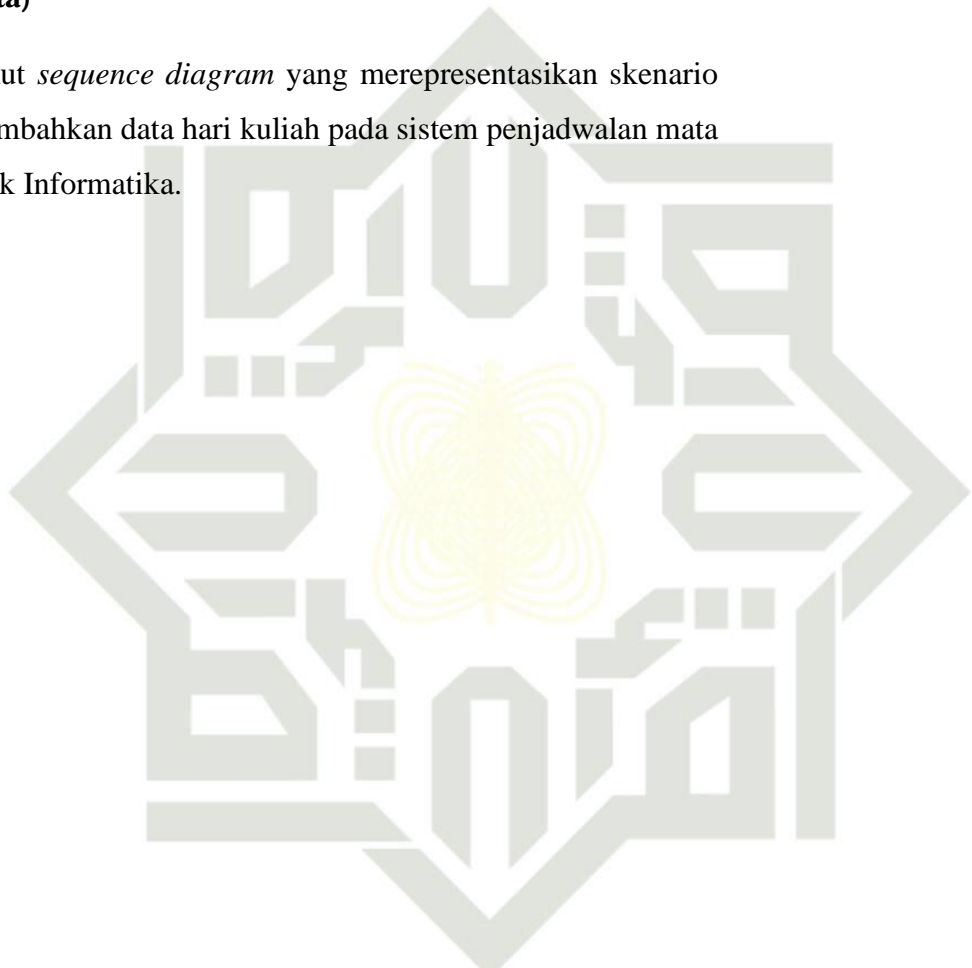 ta)
ut sequence diagram yang merepresentasikan skenario
mbahkan data hari kuliah pada sistem penjadwalan mata
k Informatika.